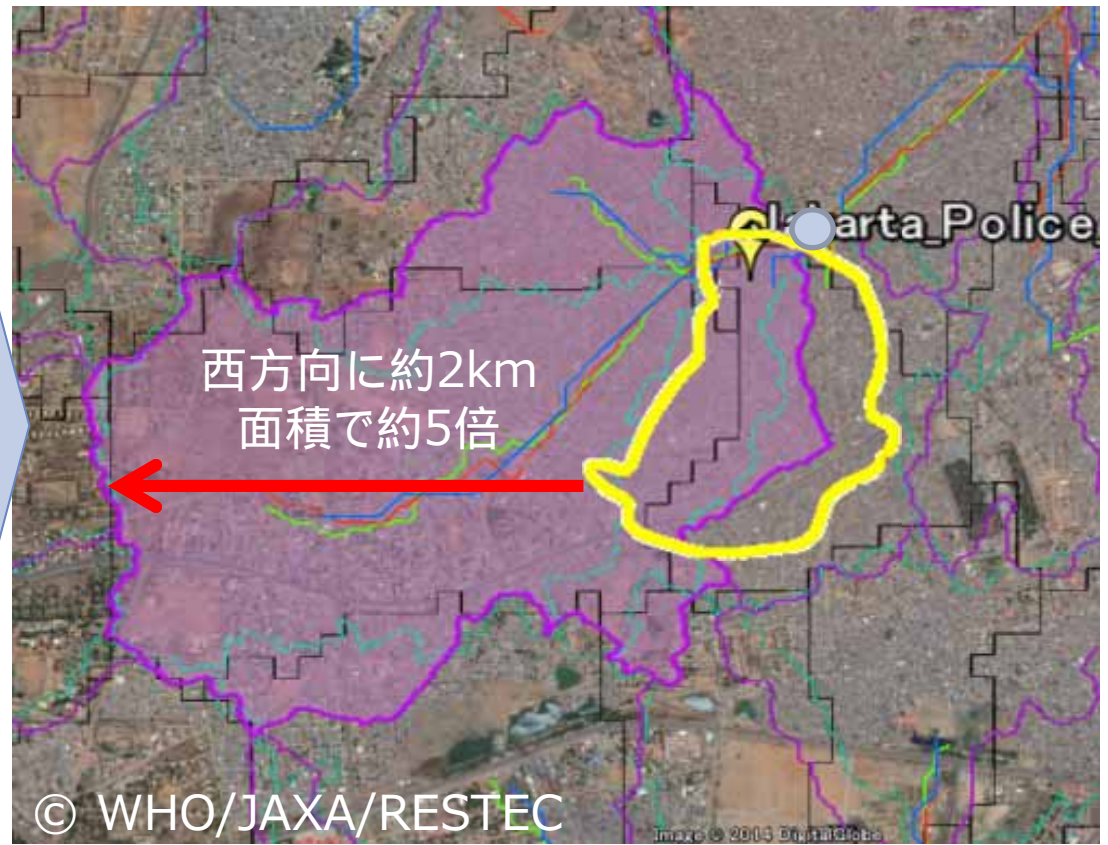 arta_Police_
西方向に約2km
面積で約5倍
© WHO/JAXA/RESTEC
Image © 2014 DigitalGlobe